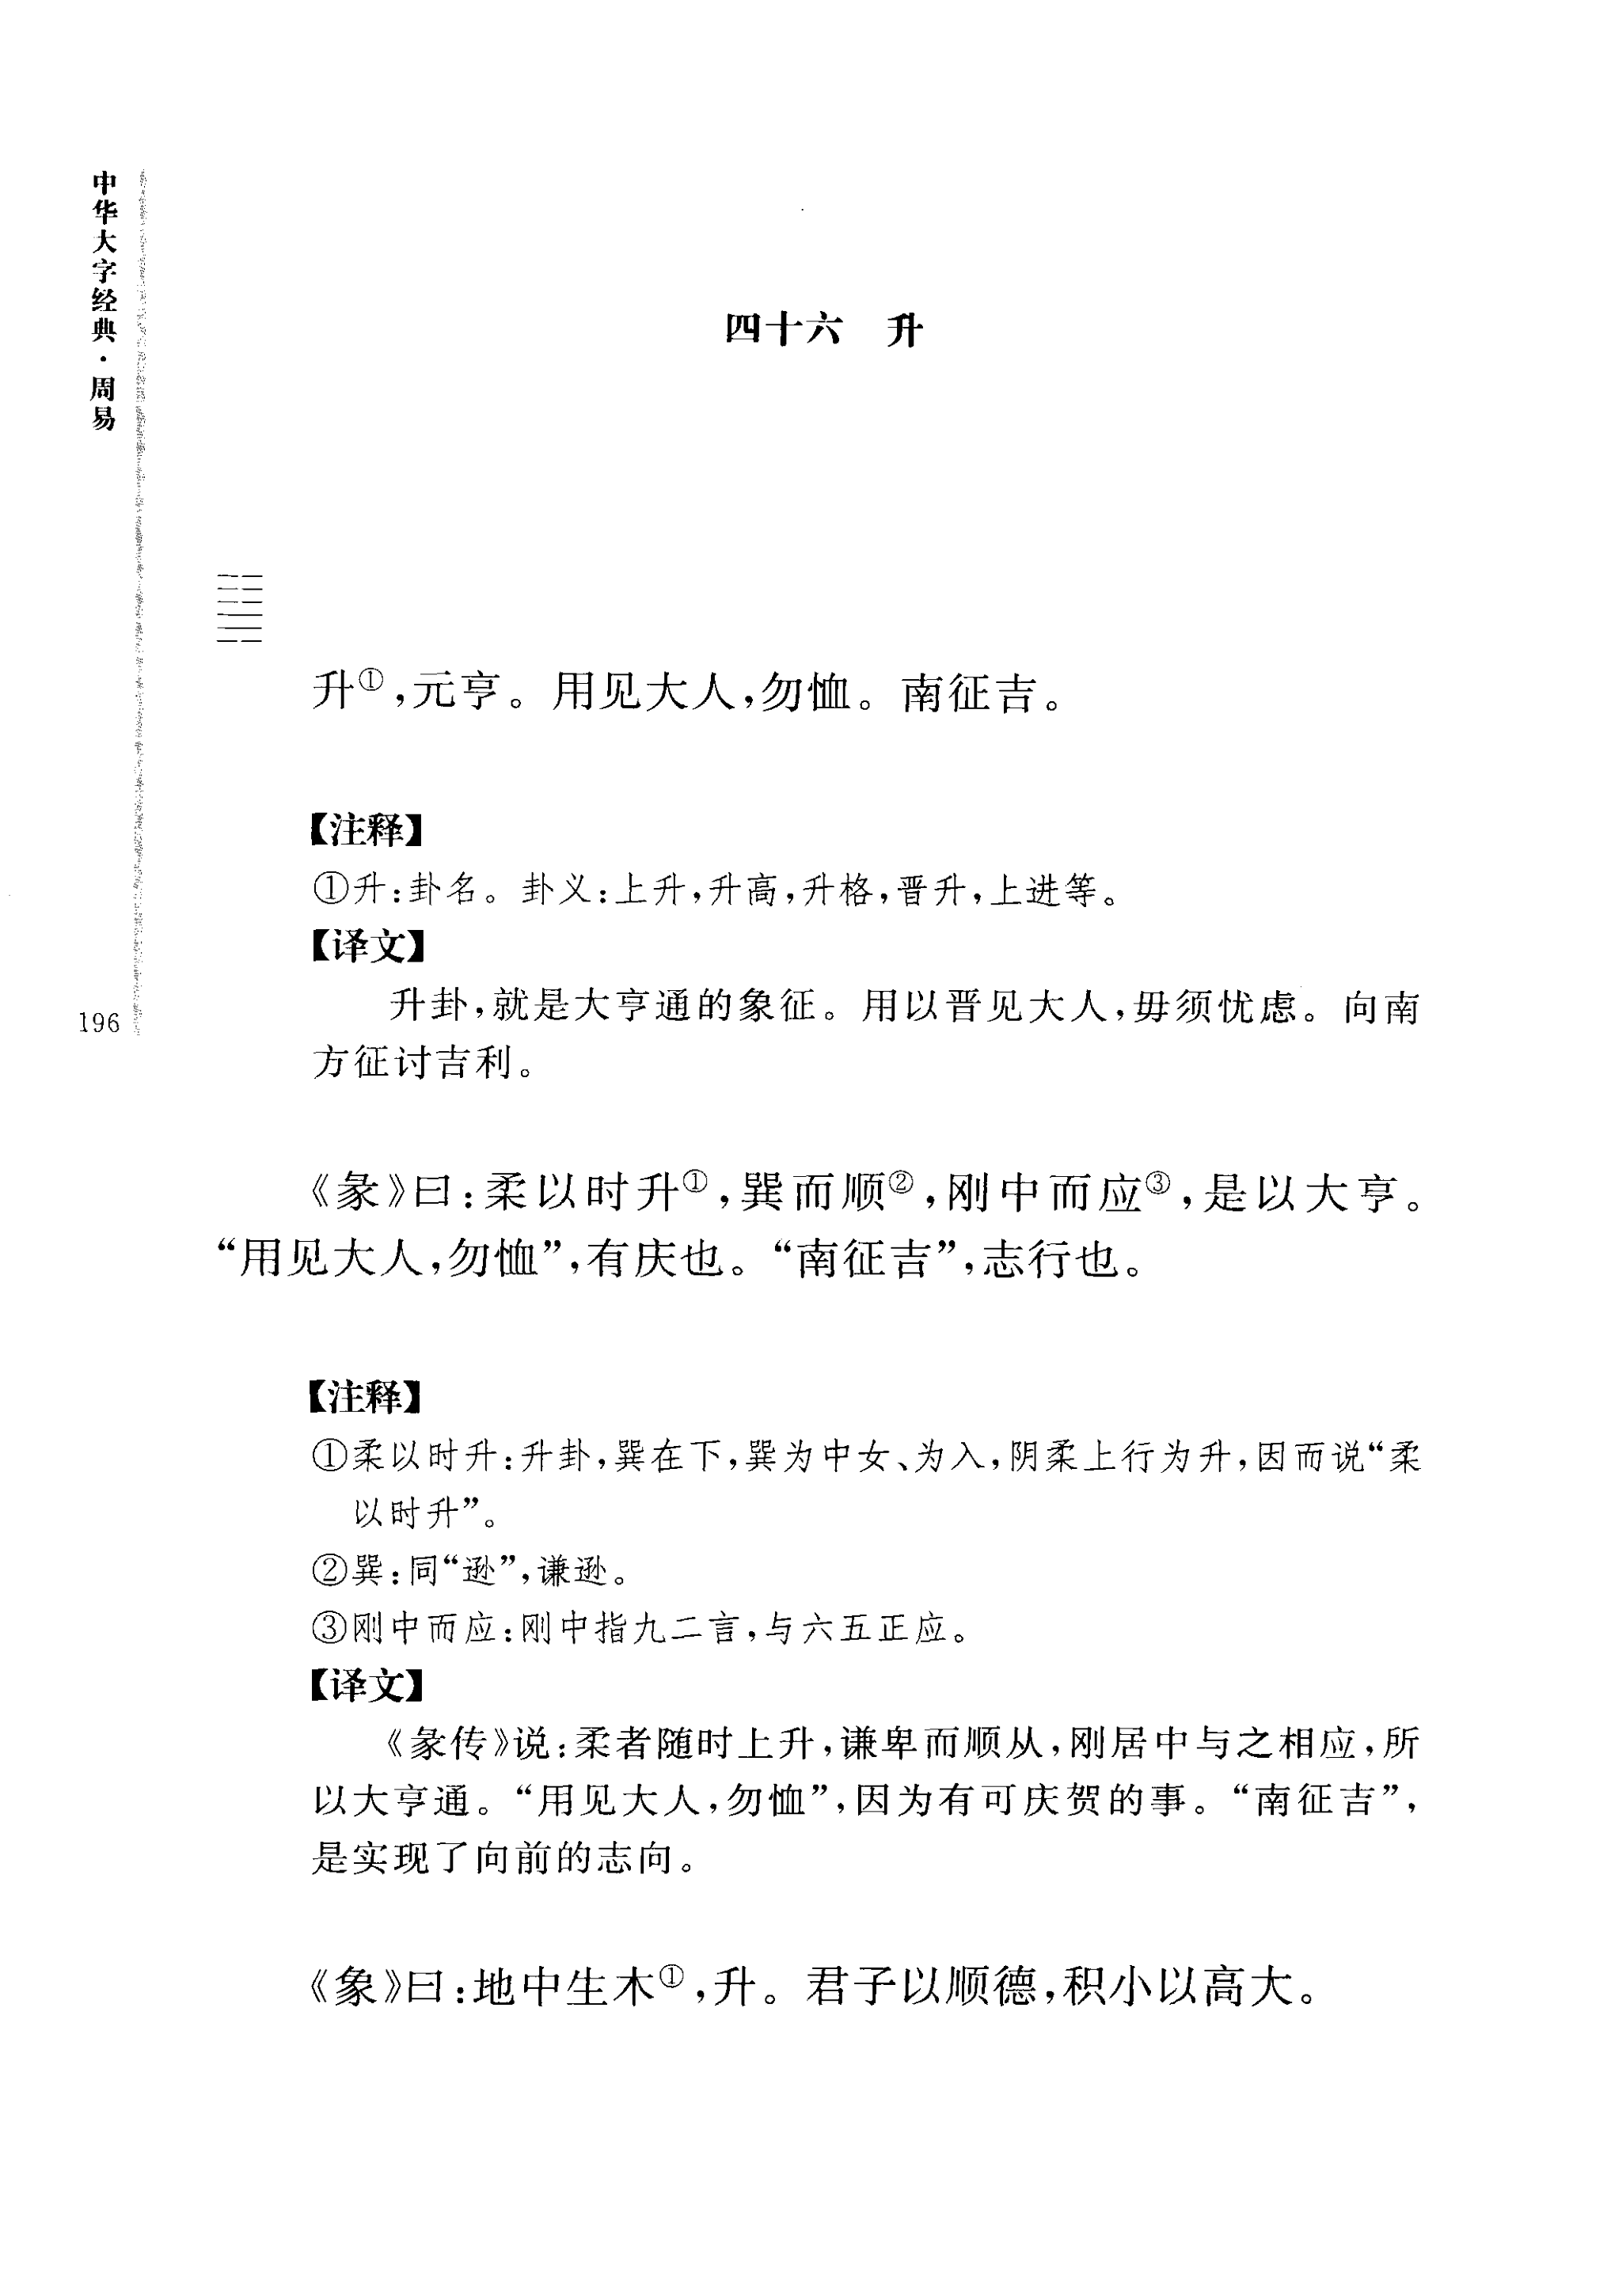 中华大字经典·周易
196
四十六　升
升①,元亨。用见大人,勿恤。南征吉。
【注释】
①升:卦名。卦义:上升,升高,升格,晋升,上进等。
【译文】
升卦,就是大亨通的象征。用以晋见大人,毋须忧虑。向南
方征讨吉利。
《彖》曰:柔以时升①,巽而顺②,刚中而应③,是以大亨。
“用见大人,勿恤”,有庆也。“南征吉”,志行也。
【注释】
①柔以时升:升卦,巽在下,巽为中女、为入,阴柔上行为升,因而说“柔
以时升”。
②巽:同“逊”,谦逊。
③刚中而应:刚中指九二言,与六五正应。
【译文】
《彖传》说:柔者随时上升,谦卑而顺从,刚居中与之相应,所
以大亨通。“用见大人,勿恤”,因为有可庆贺的事。“南征吉”,
是实现了向前的志向。
《象》曰:地中生木①,升。君子以顺德,积小以高大。